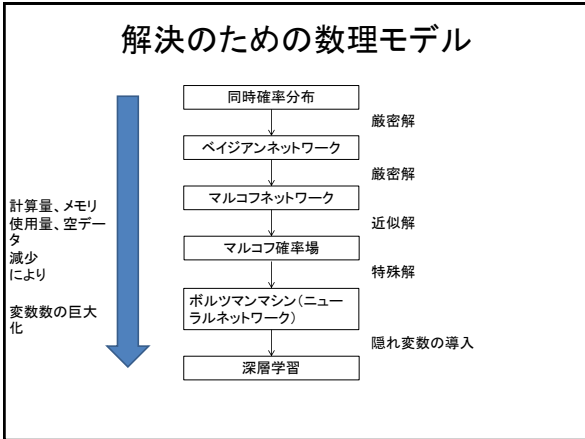 解決のための数理モデル
同時確率分布
厳密解
ベイジアンネットワーク
厳密解
マルコフネットワーク
近似解
マルコフ確率場
特殊解
ボルツマンマシン(ニュー
ラルネットワーク)
隠れ変数の導入
深層学習
計算量、メモリ
使用量、空デー
タ
減少
により
変数数の巨大
化